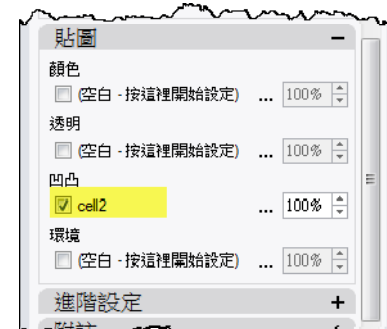 貼圖 −
顏色
(空白 - 按這裡開始設定) ... 100%
透明
(空白 - 按這裡開始設定) ... 100%
凹凸
cell2 ... 100%
環境
(空白 - 按這裡開始設定) ... 100%
進階設定 +
附註